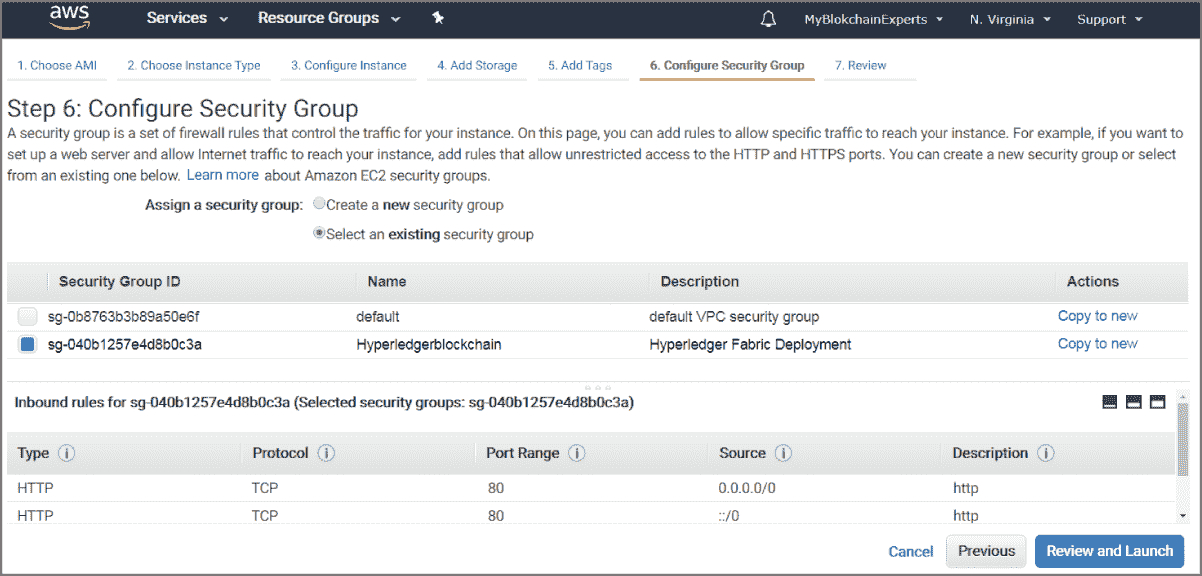 aws
Services
Resource Groups
MyBlokchainExperts
N. Virginia
Support
1. Choose AMI
2. Choose Instance Type
3. Configure Instance
4. Add Storage
5. Add Tags
6. Configure Security Group
7. Review
Step 6: Configure Security Group
A security group is a set of firewall rules that control the traffic for your instance. On this page, you can add rules to allow specific traffic to reach your instance. For example, if you want to
set up a web server and allow Internet traffic to reach your instance, add rules that allow unrestricted access to the HTTP and HTTPS ports. You can create a new security group or select
from an existing one below. Learn more about Amazon EC2 security groups.
Assign a security group: Create a new security group
Select an existing security group
Security Group ID Name Description Actions
sg-0b8763b3b89a50e6f default default VPC security group Copy to new
sg-040b1257e4d8b0c3a Hyperledgerblockchain Hyperledger Fabric Deployment Copy to new
Inbound rules for sg-040b1257e4d8b0c3a (Selected security groups: sg-040b1257e4d8b0c3a)
Type Protocol Port Range Source Description
HTTP TCP 80 0.0.0.0/0 http
HTTP TCP 80 ::/0 http
Cancel Previous Review and Launch